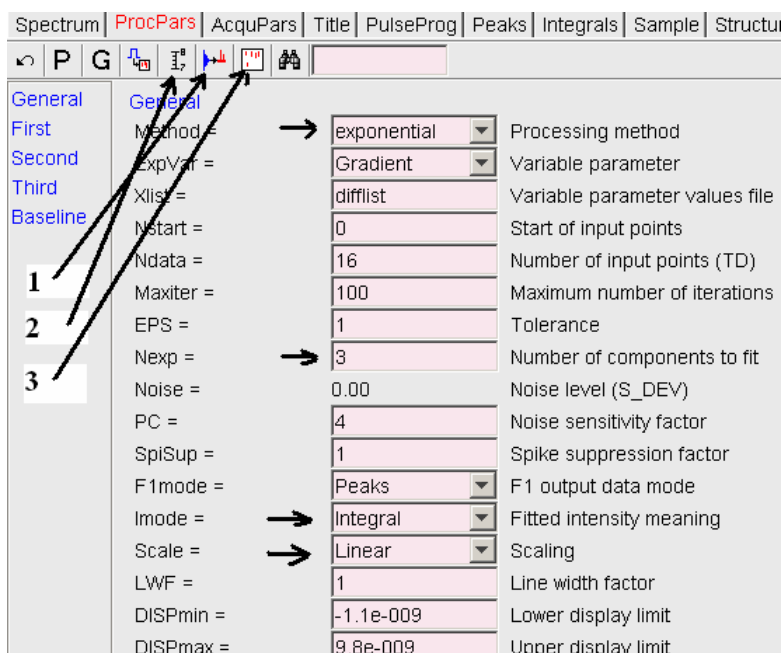 Spectrum ProcPars AcquPars Title PulseProg Peaks Integrals Sample Structur
P G
General General
First Method = exponential Processing method
Second ExpVar = Gradient Variable parameter
Third Xlist = difflist Variable parameter values file
Baseline Nstart = 0 Start of input points
Ndata = 16 Number of input points (TD)
1 Maxiter = 100 Maximum number of iterations
2 EPS = 1 Tolerance
Nexp = 3 Number of components to fit
3 Noise = 0.00 Noise level (S_DEV)
PC = 4 Noise sensitivity factor
SpiSup = 1 Spike suppression factor
F1mode = Peaks F1 output data mode
Imode = Integral Fitted intensity meaning
Scale = Linear Scaling
LWF = 1 Line width factor
DISPmin = -1.1e-009 Lower display limit
DISPmax = 9.8e-009 Upper display limit